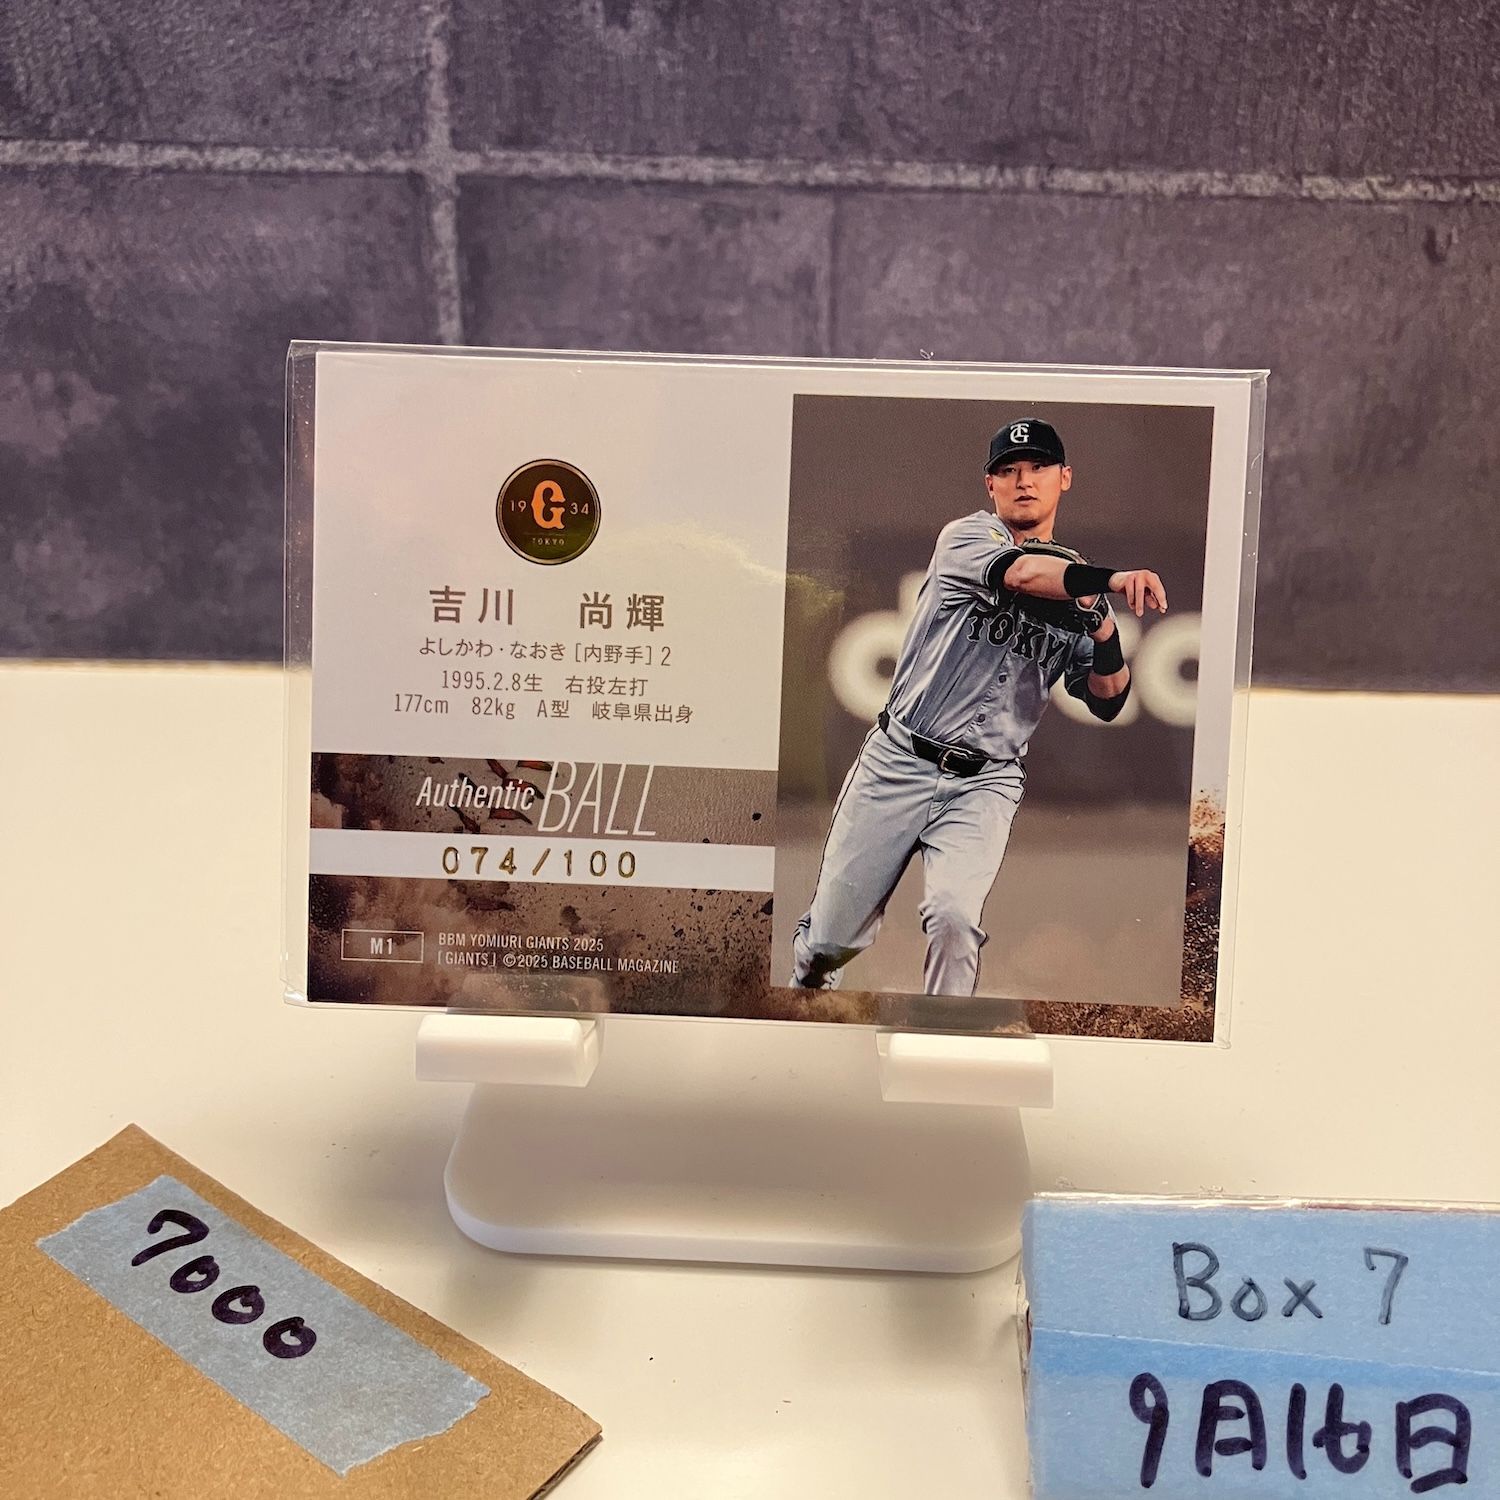 19 G 34
TOKYO
吉川 尚輝
よしかわ・なおき [内野手] 2
1995.2.8生 右投左打
177cm 82kg A型 岐阜県出身
Authentic BALL
074/100
M1
BBM YOMIURI GIANTS 2025
[GIANTS] ©2025 BASEBALL MAGAZINE
TG
TOKY
7000
Box 7
9月16日